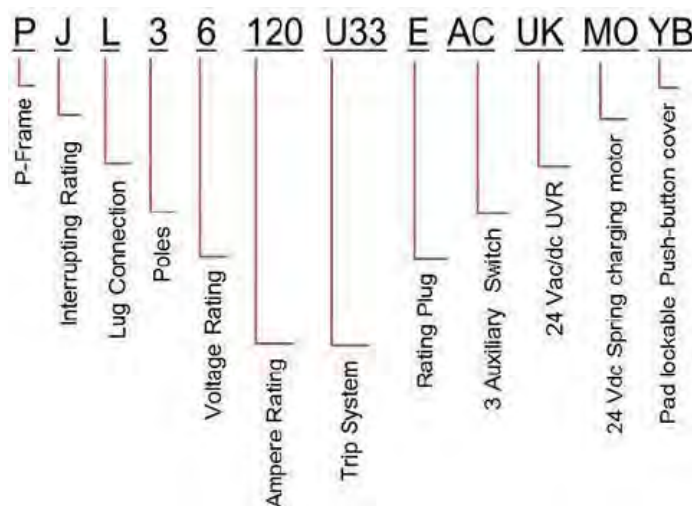 P J L 3 6 120 U33 E AC UK MO YB
P-Frame
Interrupting Rating
Lug Connection
Poles
Voltage Rating
Ampere Rating
Trip System
Rating Plug
3 Auxiliary Switch
24 Vac/dc UVR
24 Vdc Spring charging motor
Pad lockable Push-button cover